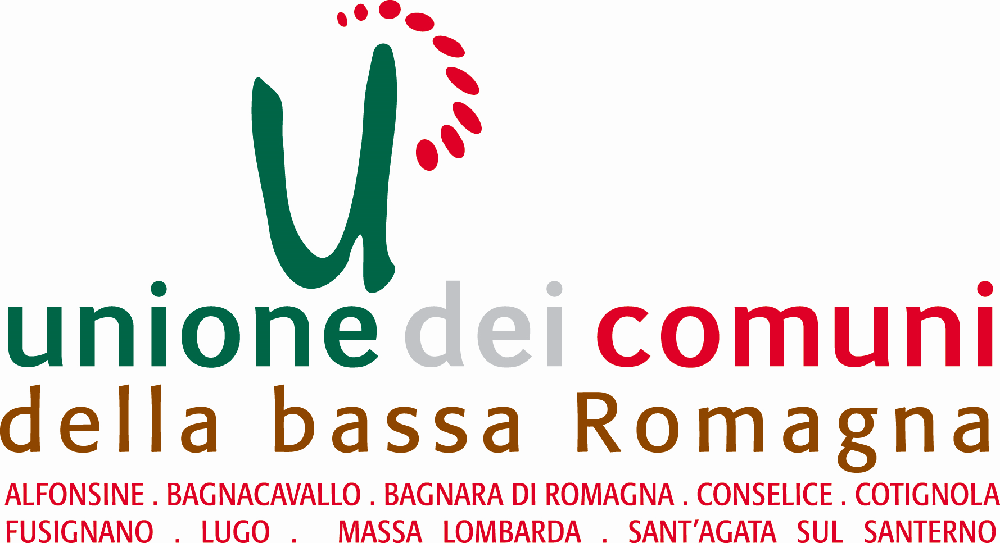 u
unione dei comuni
della bassa Romagna
ALFONSINE . BAGNACAVALLO . BAGNARA DI ROMAGNA . CONSELICE . COTIGNOLA
FUSIGNANO . LUGO . MASSA LOMBARDA . SANT'AGATA SUL SANTERNO